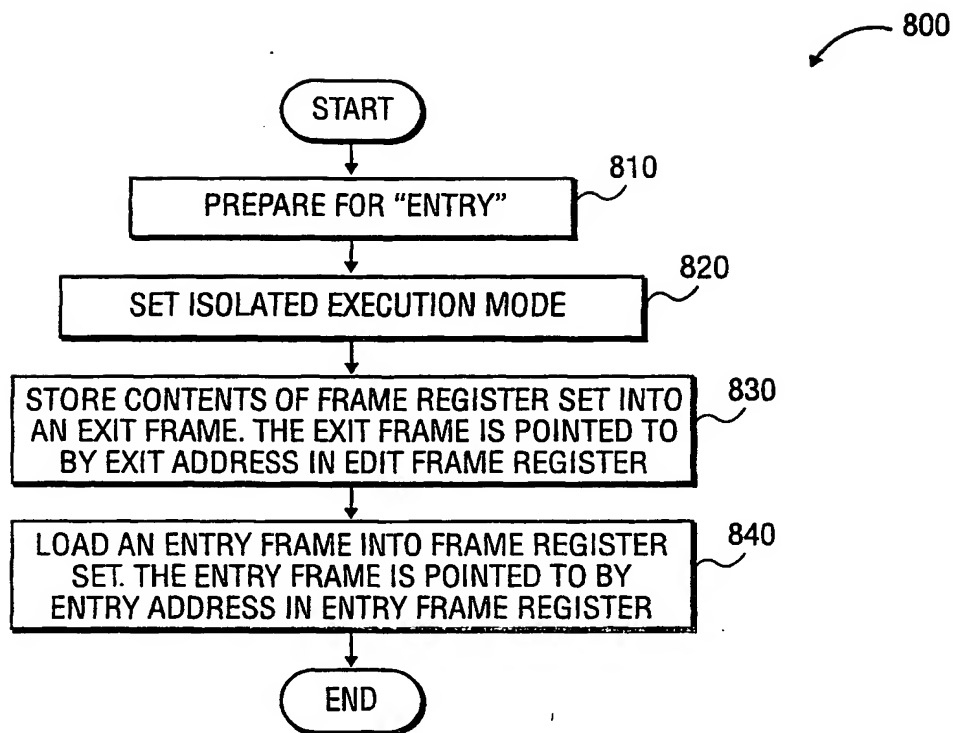 800
START
810
PREPARE FOR “ENTRY”
820
SET ISOLATED EXECUTION MODE
830
STORE CONTENTS OF FRAME REGISTER SET INTO
AN EXIT FRAME. THE EXIT FRAME IS POINTED TO
BY EXIT ADDRESS IN EDIT FRAME REGISTER
840
LOAD AN ENTRY FRAME INTO FRAME REGISTER
SET. THE ENTRY FRAME IS POINTED TO BY
ENTRY ADDRESS IN ENTRY FRAME REGISTER
END